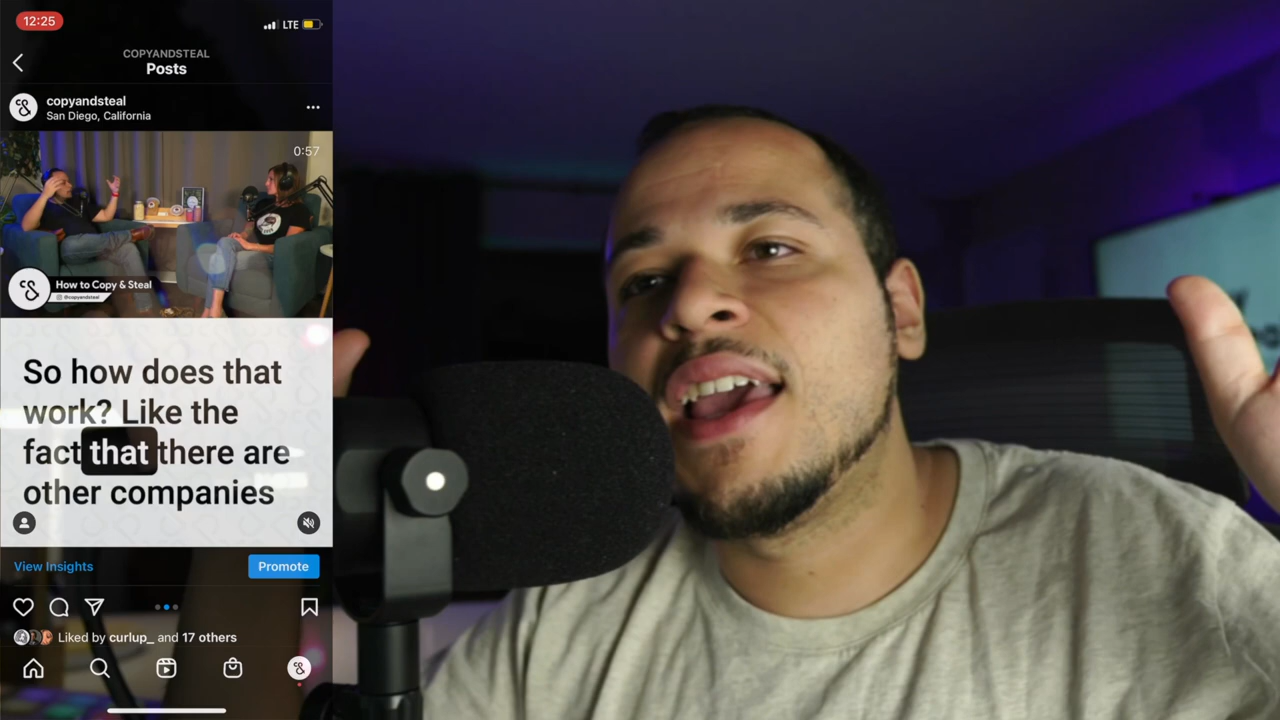 12:25
LTE
COPYANDSTEAL
Posts
copyandsteal
San Diego, California
0:57
How to Copy & Steal
@copyandsteal
So how does that
work? Like the
fact that there are
other companies
View Insights
Promote
Liked by curlup_ and 17 others